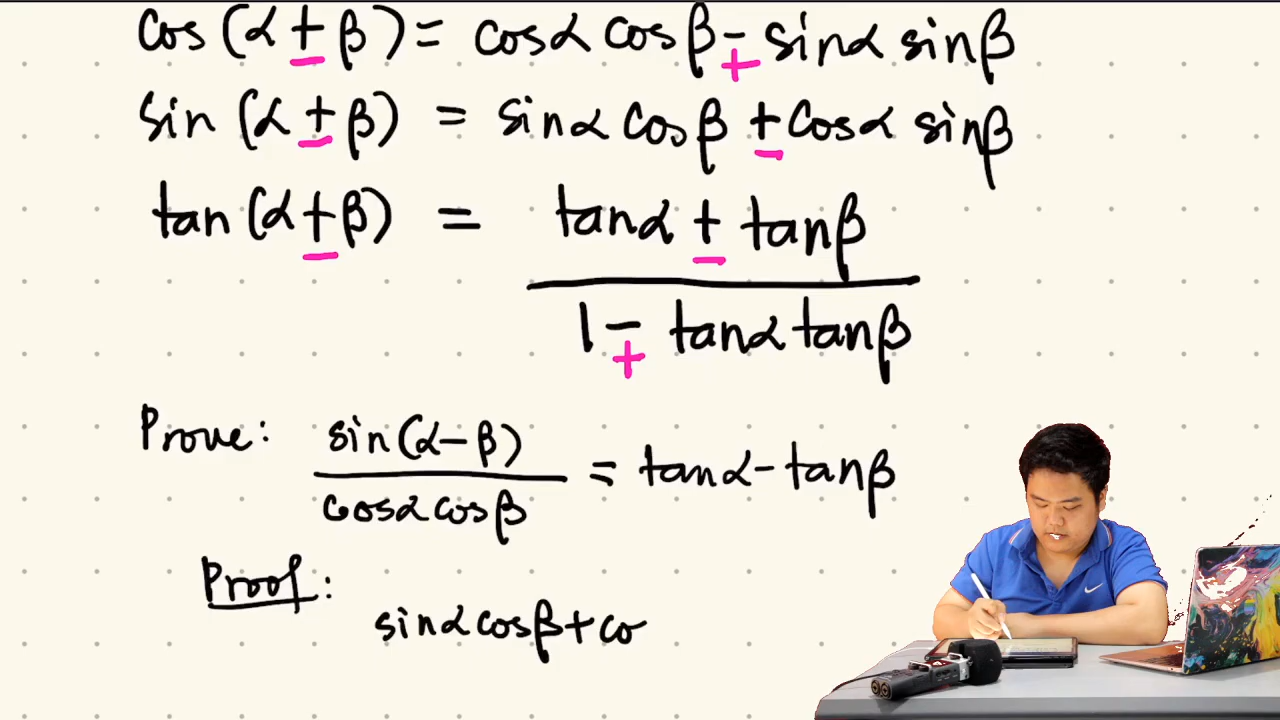 cos(α ± β) = cosα cosβ ∓ sinα sinβ
sin(α ± β) = sinα cosβ ± cosα sinβ
tan(α ± β) = tanα ± tanβ
1 ∓ tanα tanβ
Prove: sin(α - β) = tanα - tanβ
cosα cosβ
Proof:
sinα cosβ + co